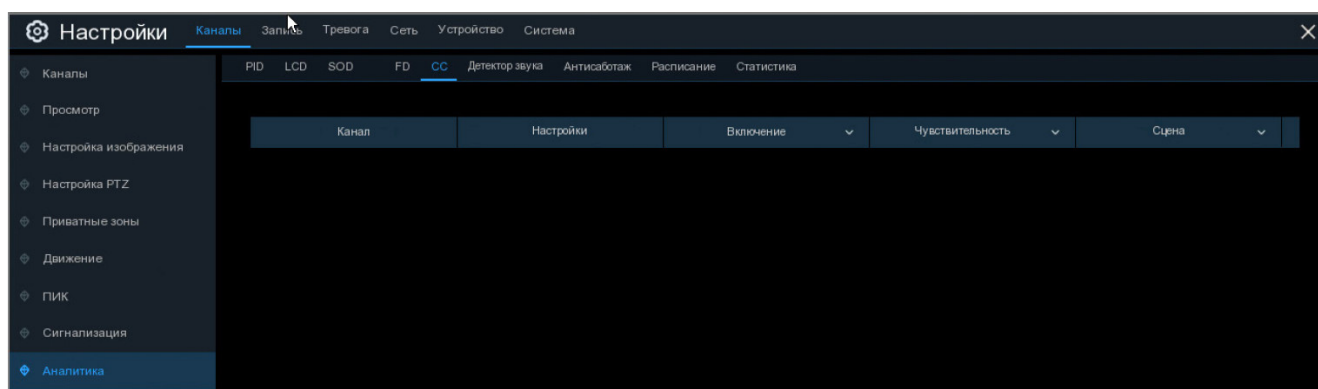 Настройки Каналы Запись Тревога Сеть Устройство Система
PID LCD SOD FD CC Детектор звука Антисаботаж Расписание Статистика
Каналы
Просмотр
Настройка изображения
Настройка PTZ
Приватные зоны
Движение
ПИК
Сигнализация
Аналитика
Канал Настройки Включение Чувствительность Сцена